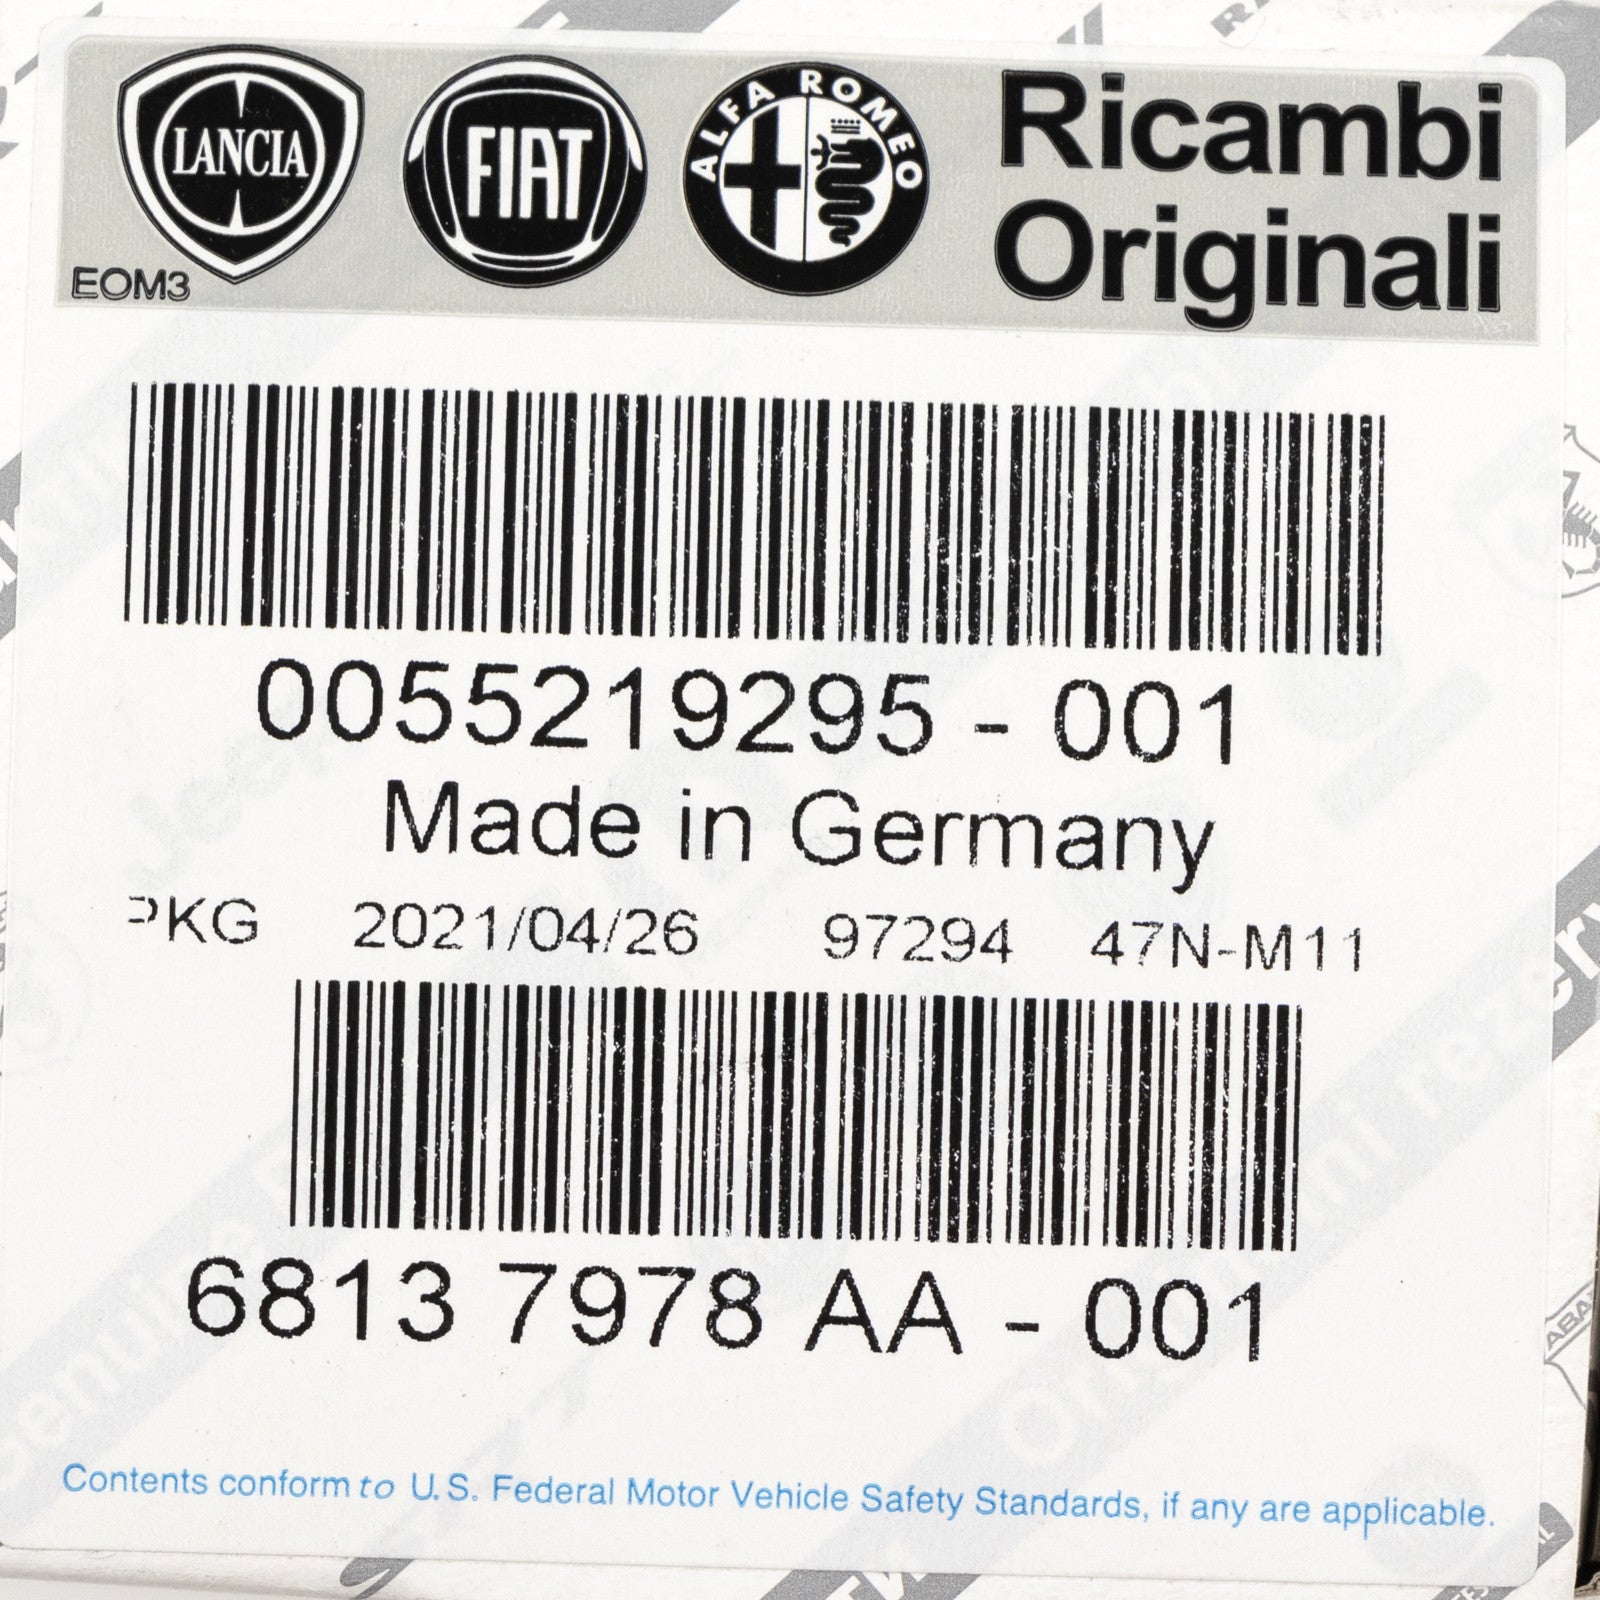 LANCIA
FIAT
ALFA ROMEO
Ricambi
Originali
EOM3
0055219295 - 001
Made in Germany
PKG 2021/04/26 97294 47N-M11
6813 7978 AA - 001
Contents conform to U.S. Federal Motor Vehicle Safety Standards, if any are applicable.